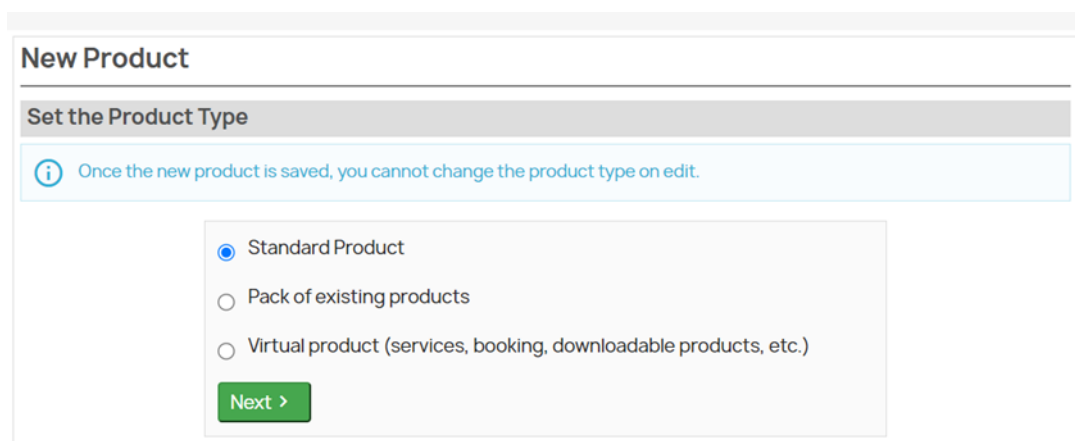 New Product
Set the Product Type
Once the new product is saved, you cannot change the product type on edit.
Standard Product
Pack of existing products
Virtual product (services, booking, downloadable products, etc.)
Next >